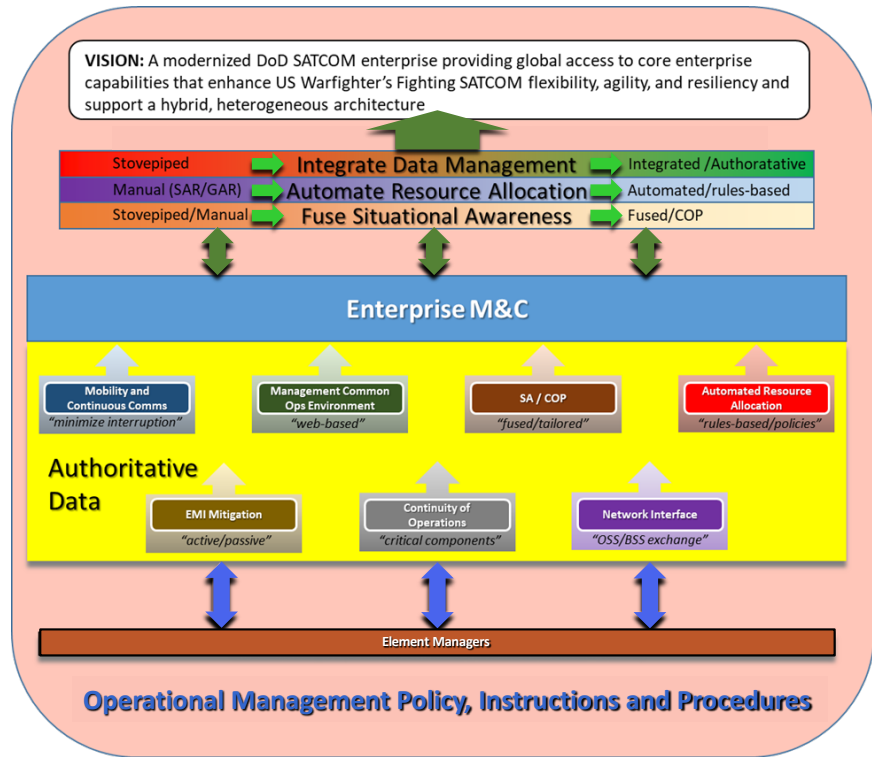 VISION: A modernized DoD SATCOM enterprise providing global access to core enterprise
capabilities that enhance US Warfighter's Fighting SATCOM flexibility, agility, and resiliency and
support a hybrid, heterogeneous architecture
Stovepiped Integrate Data Management Integrated /Authoratative
Manual (SAR/GAR) Automate Resource Allocation Automated/rules-based
Stovepiped/Manual Fuse Situational Awareness Fused/COP
Enterprise M&C
Mobility and
Continuous Comms
"minimize interruption"
Management Common
Ops Environment
"web-based"
SA / COP
"fused/tailored"
Automated Resource
Allocation
"rules-based/policies"
Authoritative
Data
EMI Mitigation
"active/passive"
Continuity of
Operations
"critical components"
Network Interface
"OSS/BSS exchange"
Element Managers
Operational Management Policy, Instructions and Procedures